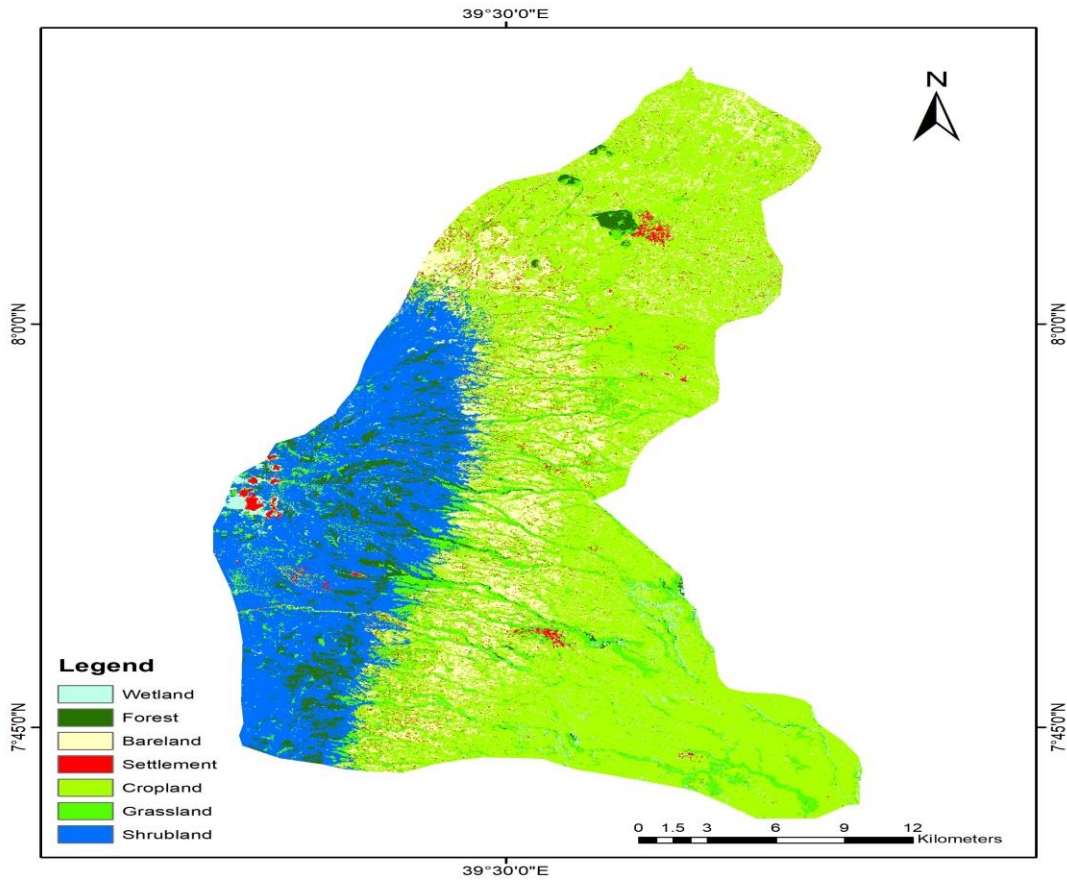 39°30'0"E
N
8°0'0"N
8°0'0"N
Legend
Wetland
Forest
Bareland
Settlement
Cropland
Grassland
Shrubland
7°45'0"N
7°45'0"N
0 1.5 3 6 9 12
Kilometers
39°30'0"E